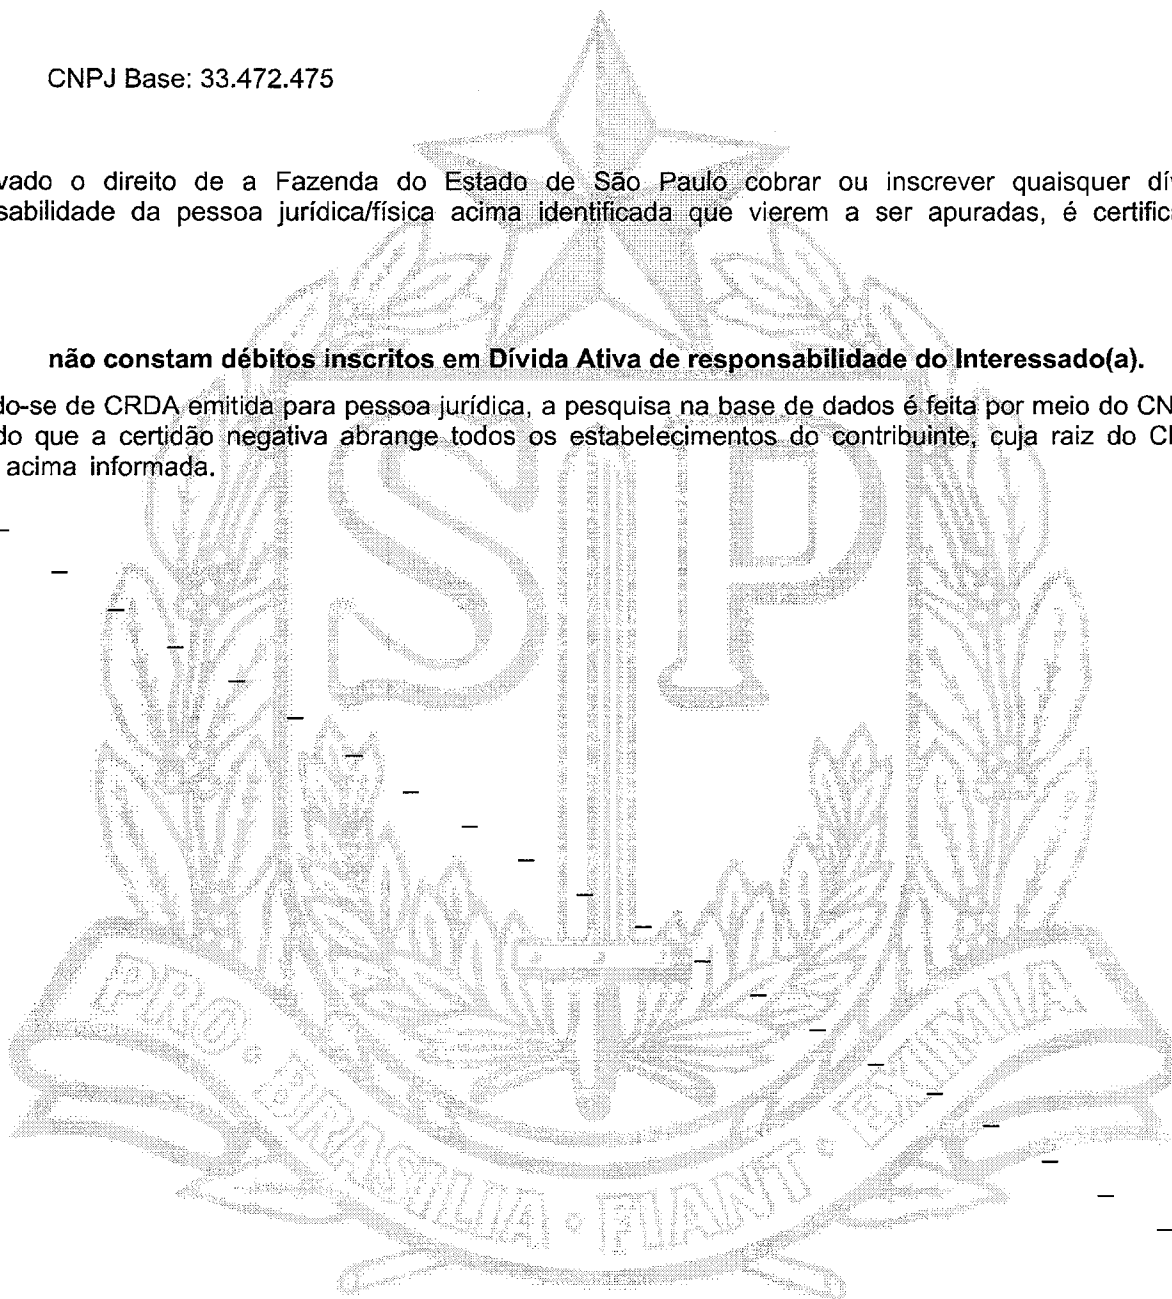 CNPJ Base: 33.472.475
vado o direito de a Fazenda do Estado de São Paulo cobrar ou inscrever quaisquer dív
sabilidade da pessoa jurídica/física acima identificada que vierem a ser apuradas, é certifica
não constam débitos inscritos em Dívida Ativa de responsabilidade do Interessado(a).
do-se de CRDA emitida para pessoa jurídica, a pesquisa na base de dados é feita por meio do CN
do que a certidão negativa abrange todos os estabelecimentos do contribuinte, cuja raiz do C
acima informada.
SP
PRO • BRASILIA • FIANT • EXIMIA